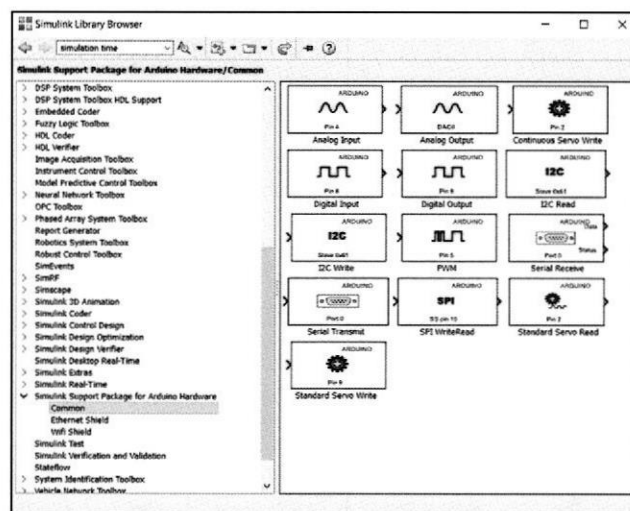 Simulink Library Browser
simulation time
Simulink Support Package for Arduino Hardware/Common
DSP System Toolbox
DSP System Toolbox HDL Support
Embedded Coder
Fuzzy Logic Toolbox
HDL Coder
HDL Verifier
Image Acquisition Toolbox
Instrument Control Toolbox
Model Predictive Control Toolbox
Neural Network Toolbox
OPC Toolbox
Phased Array System Toolbox
Report Generator
Robotics System Toolbox
Robust Control Toolbox
SimEvents
SimRF
Simscape
Simulink 3D Animation
Simulink Coder
Simulink Control Design
Simulink Design Optimization
Simulink Design Verifier
Simulink Desktop Real-Time
Simulink Extras
Simulink Real-Time
Simulink Support Package for Arduino Hardware
Common
Ethernet Shield
Wifi Shield
Simulink Test
Simulink Verification and Validation
Stateflow
System Identification Toolbox
Vehicle Network Toolbox
ARDUINO ARDUINO ARDUINO
Pin 4 DAC0 Pin 2
Analog Input Analog Output Continuous Servo Write
ARDUINO ARDUINO ARDUINO
I2C
Pin 8 Pin 9 Slave 0x61
Digital Input Digital Output I2C Read
ARDUINO ARDUINO ARDUINO Data
I2C
Status
Slave 0x61 Pin 5 Port 0
I2C Write PWM Serial Receive
ARDUINO ARDUINO ARDUINO
SPI
Port 0 SS pin 10 Pin 2
Serial Transmit SPI WriteRead Standard Servo Read
ARDUINO
Pin 9
Standard Servo Write